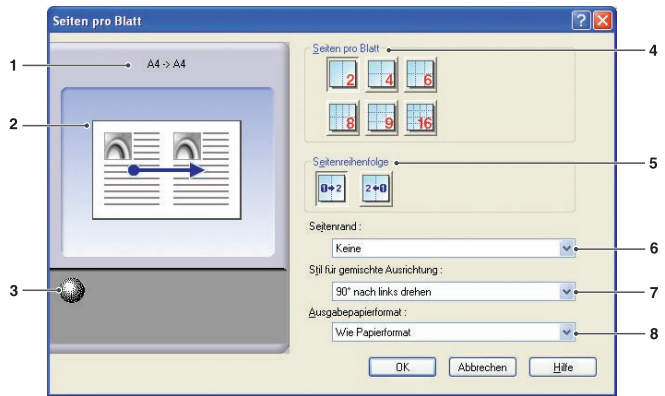 Seiten pro Blatt
1
A4 -> A4
2
3
Seiten pro Blatt
4
2 4 6
8 9 16
Seitenreihenfolge
5
1 2 2 1
Seitenrand :
Keine
6
Stil für gemischte Ausrichtung :
90° nach links drehen
7
Ausgabepapierformat :
Wie Papierformat
8
OK Abbrechen Hilfe